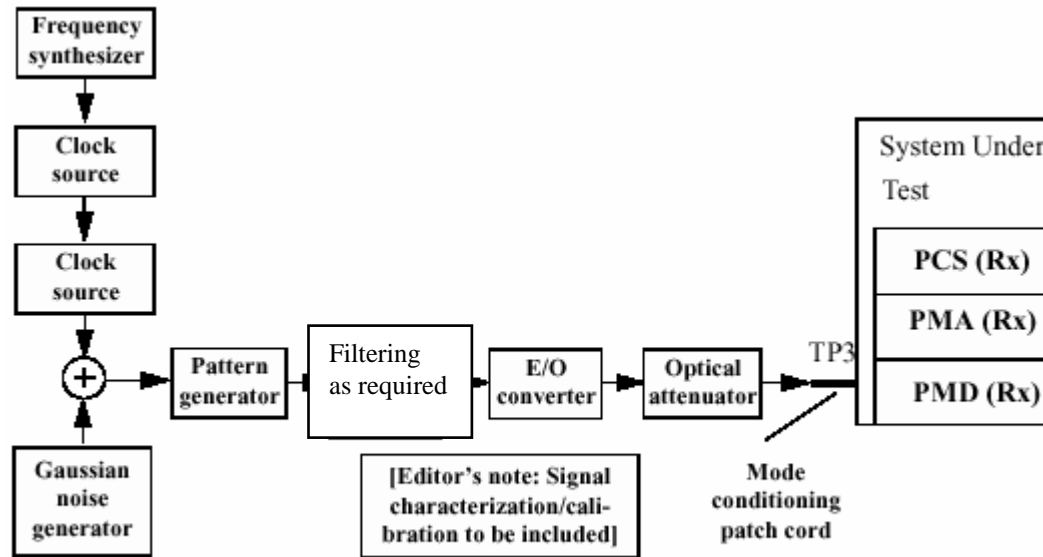 Frequency
synthesizer
Clock
source
Clock
source
+
Gaussian
noise
generator
Pattern
generator
Filtering
as required
E/O
converter
Optical
attenuator
TP3
System Under
Test
PCS (Rx)
PMA (Rx)
PMD (Rx)
[Editor's note: Signal
characterization/cali-
bration to be included]
Mode
conditioning
patch cord